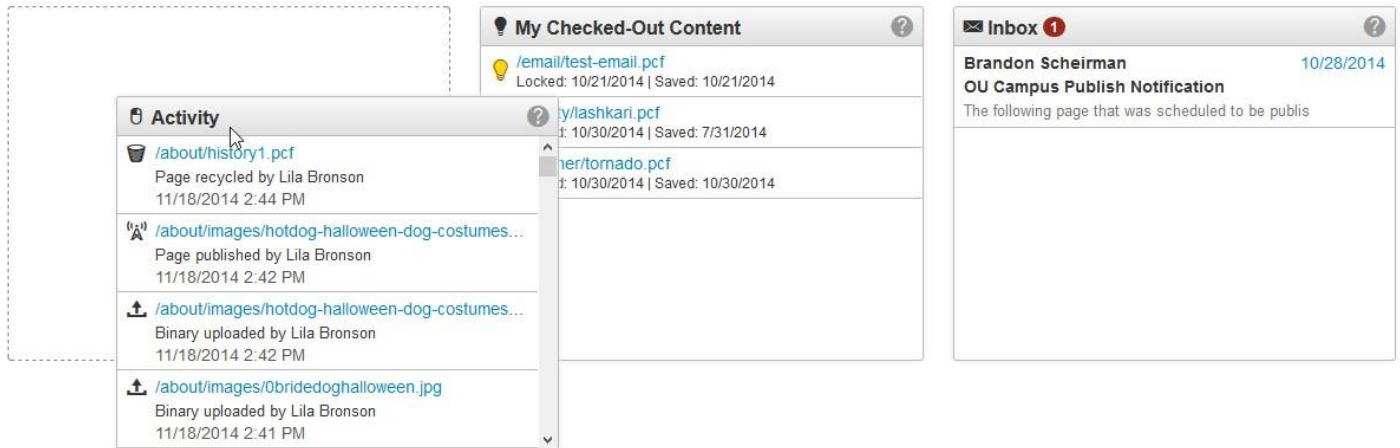 My Checked-Out Content
/email/test-email.pcf
Locked: 10/21/2014 | Saved: 10/21/2014
ty/lashkari.pcf
d: 10/30/2014 | Saved: 7/31/2014
ner/tornado.pcf
d: 10/30/2014 | Saved: 10/30/2014
Inbox 1
Brandon Scheirman 10/28/2014
OU Campus Publish Notification
The following page that was scheduled to be publis
Activity
/about/history1.pcf
Page recycled by Lila Bronson
11/18/2014 2:44 PM
/about/images/hotdog-halloween-dog-costumes...
Page published by Lila Bronson
11/18/2014 2:42 PM
/about/images/hotdog-halloween-dog-costumes...
Binary uploaded by Lila Bronson
11/18/2014 2:42 PM
/about/images/0bridedoghalloween.jpg
Binary uploaded by Lila Bronson
11/18/2014 2:41 PM